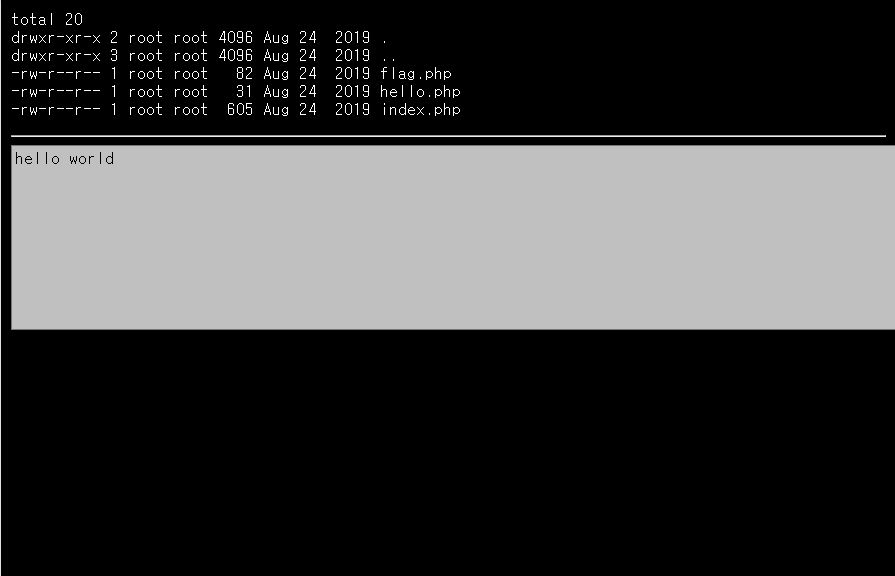 total 20
drwxr-xr-x 2 root root 4096 Aug 24  2019 .
drwxr-xr-x 3 root root 4096 Aug 24  2019 ..
-rw-r--r-- 1 root root   82 Aug 24  2019 flag.php
-rw-r--r-- 1 root root   31 Aug 24  2019 hello.php
-rw-r--r-- 1 root root  605 Aug 24  2019 index.php
hello world